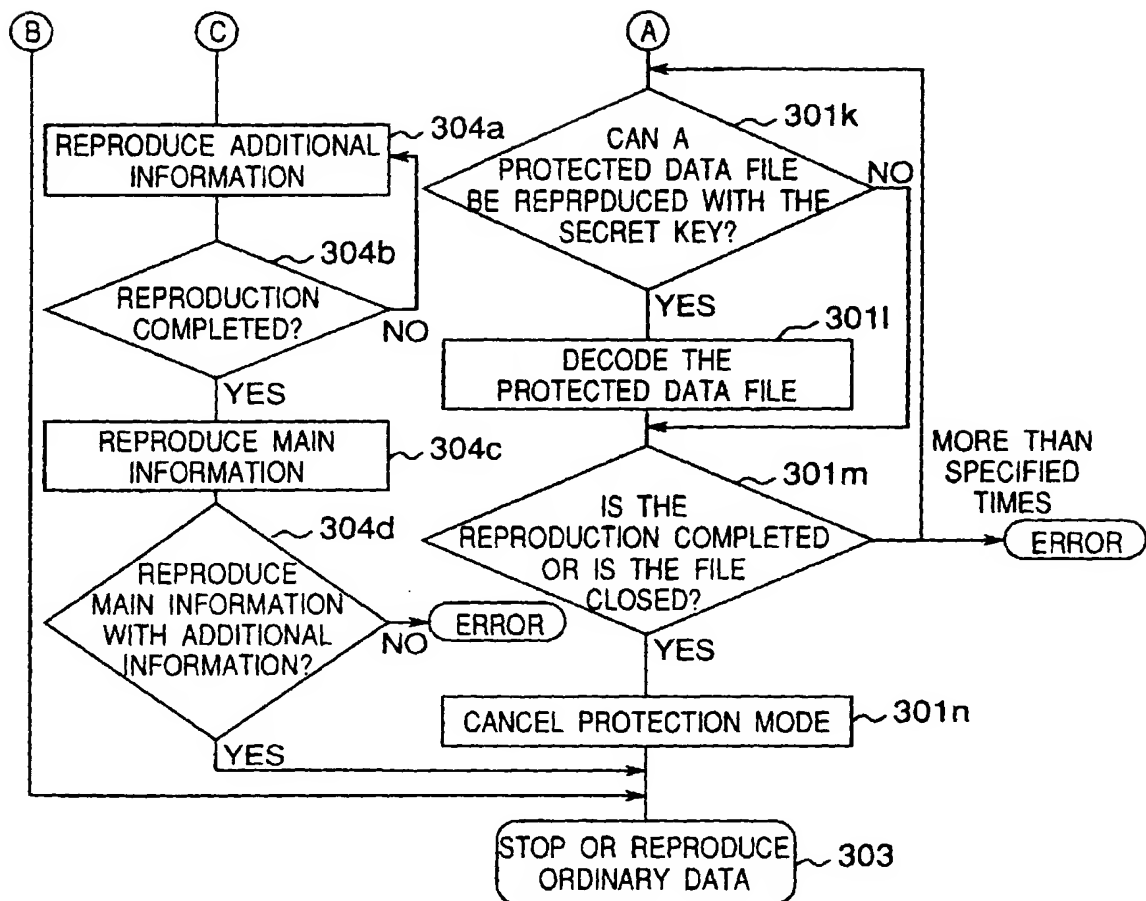 B
C
A
REPRODUCE ADDITIONAL
INFORMATION
304a
304b
REPRODUCTION
COMPLETED?
NO
YES
REPRODUCE MAIN
INFORMATION
304c
304d
REPRODUCE
MAIN INFORMATION
WITH ADDITIONAL
INFORMATION?
NO
ERROR
YES
301k
CAN A
PROTECTED DATA FILE
BE REPRPDUCED WITH THE
SECRET KEY?
NO
YES
301l
DECODE THE
PROTECTED DATA FILE
301m
IS THE
REPRODUCTION COMPLETED
OR IS THE FILE
CLOSED?
MORE THAN
SPECIFIED
TIMES
ERROR
YES
CANCEL PROTECTION MODE
301n
STOP OR REPRODUCE
ORDINARY DATA
303